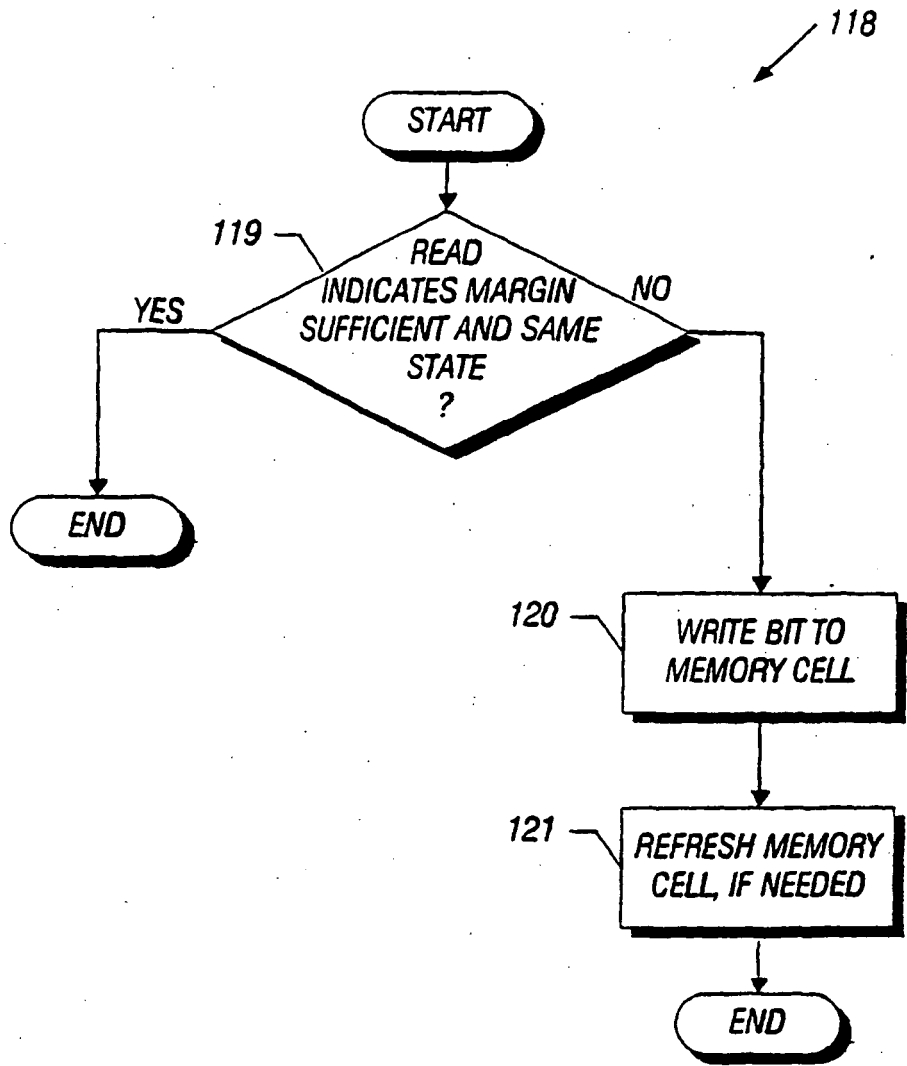 118
START
119
READ
INDICATES MARGIN
SUFFICIENT AND SAME
STATE
?
YES
NO
END
120
WRITE BIT TO
MEMORY CELL
121
REFRESH MEMORY
CELL, IF NEEDED
END